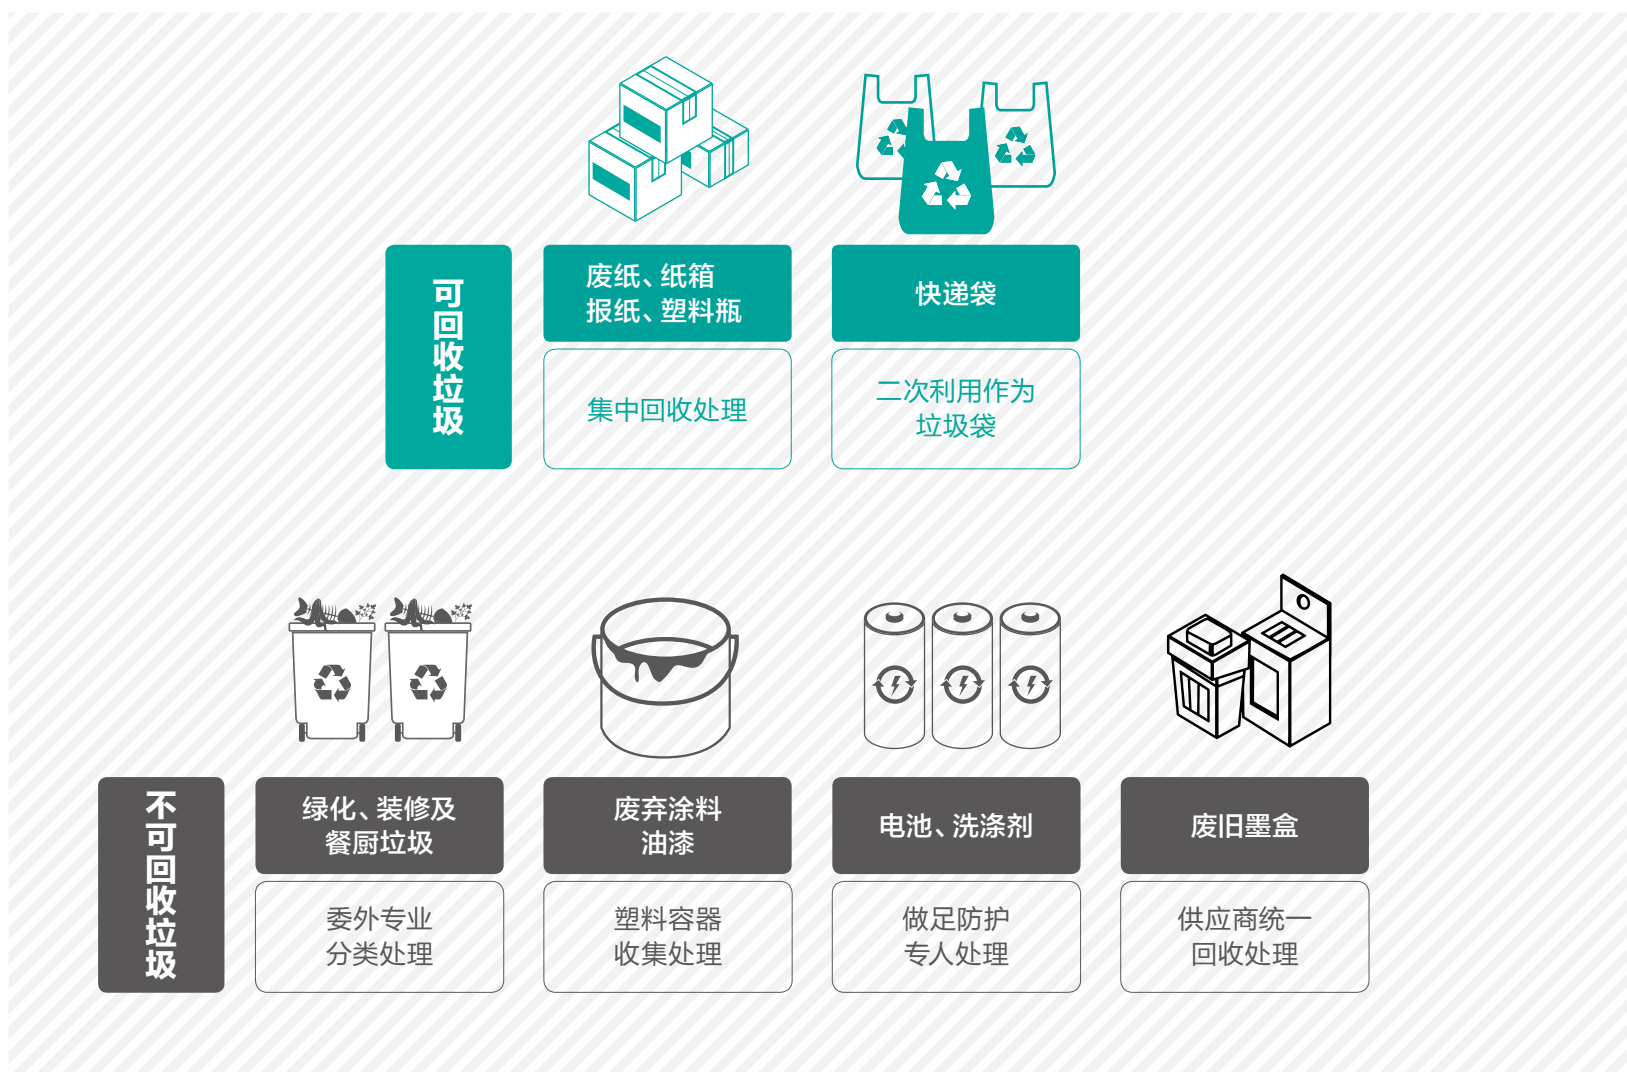 可回收垃圾
废纸、纸箱
报纸、塑料瓶
快递袋
集中回收处理
二次利用作为
垃圾袋
不可回收垃圾
绿化、装修及
餐厨垃圾
废弃涂料
油漆
电池、洗涤剂
废旧墨盒
委外专业
分类处理
塑料容器
收集处理
做足防护
专人处理
供应商统一
回收处理